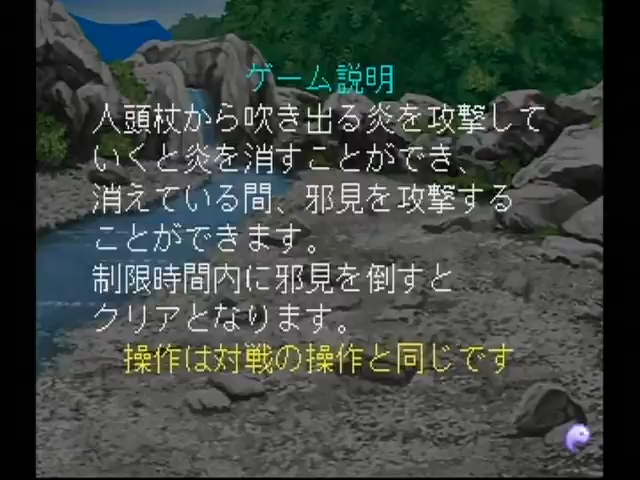 ゲーム説明
人頭杖から吹き出る炎を攻撃して
いくと炎を消すことができ、
消えている間、邪見を攻撃する
ことができます。
制限時間内に邪見を倒すと
クリアとなります。
操作は対戦の操作と同じです